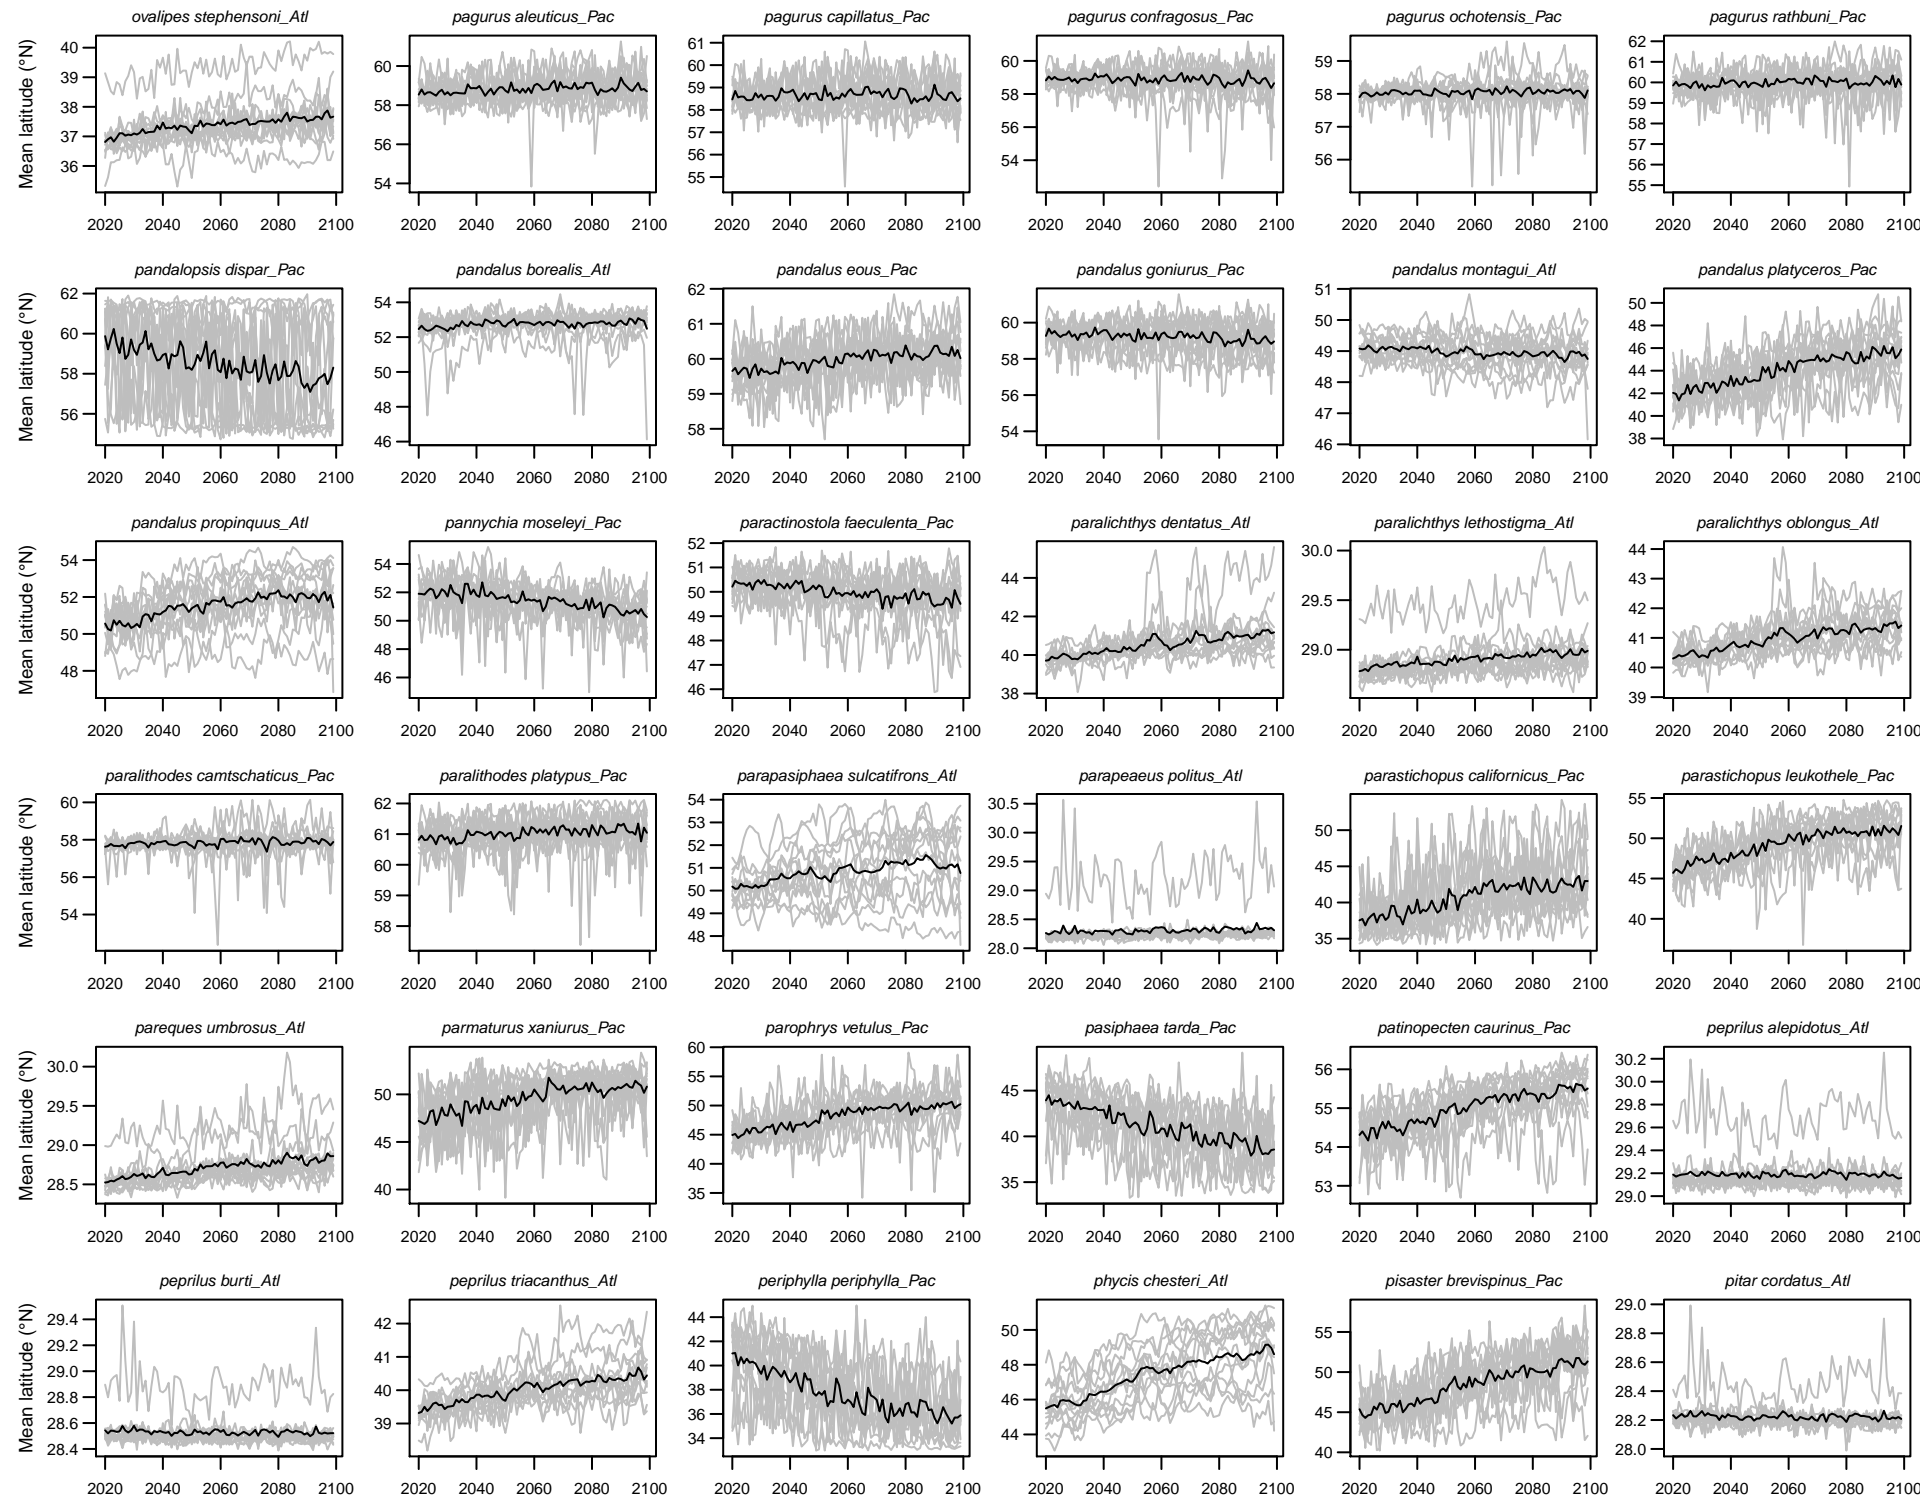 ovalipes stephensoni_Atl pagurus aleuticus_Pac pagurus capillatus_Pac pagurus confragosus_Pac pagurus ochotensis_Pac pagurus rathbuni_Pac
Mean latitude (°N)
40 39 38 37 36
60 58 56 54
61 60 59 58 57 56 55
60 58 56 54
59 58 57 56
62 61 60 59 58 57 56 55
2020 2040 2060 2080 2100 2020 2040 2060 2080 2100 2020 2040 2060 2080 2100 2020 2040 2060 2080 2100 2020 2040 2060 2080 2100 2020 2040 2060 2080 2100
pandalopsis dispar_Pac pandalus borealis_Atl pandalus eous_Pac pandalus goniurus_Pac pandalus montagui_Atl pandalus platyceros_Pac
Mean latitude (°N)
62 60 58 56
54 52 50 48 46
62 61 60 59 58
60 58 56 54
51 50 49 48 47 46
50 48 46 44 42 40 38
2020 2040 2060 2080 2100 2020 2040 2060 2080 2100 2020 2040 2060 2080 2100 2020 2040 2060 2080 2100 2020 2040 2060 2080 2100 2020 2040 2060 2080 2100
pandalus propinquus_Atl pannychia moseleyi_Pac paractinostola faeculenta_Pac paralichthys dentatus_Atl paralichthys lethostigma_Atl paralichthys oblongus_Atl
Mean latitude (°N)
54 52 50 48
54 52 50 48 46
52 51 50 49 48 47 46
44 42 40 38
30.0 29.5 29.0
44 43 42 41 40 39
2020 2040 2060 2080 2100 2020 2040 2060 2080 2100 2020 2040 2060 2080 2100 2020 2040 2060 2080 2100 2020 2040 2060 2080 2100 2020 2040 2060 2080 2100
paralithodes camtschaticus_Pac paralithodes platypus_Pac parapasiphaea sulcatifrons_Atl parapeaeus politus_Atl parastichopus californicus_Pac parastichopus leukothele_Pac
Mean latitude (°N)
60 58 56 54
62 61 60 59 58
54 53 52 51 50 49 48
30.5 30.0 29.5 29.0 28.5 28.0
50 45 40 35
55 50 45 40
2020 2040 2060 2080 2100 2020 2040 2060 2080 2100 2020 2040 2060 2080 2100 2020 2040 2060 2080 2100 2020 2040 2060 2080 2100 2020 2040 2060 2080 2100
pareques umbrosus_Atl parmaturus xaniurus_Pac parophrys vetulus_Pac pasiphaea tarda_Pac patinopecten caurinus_Pac peprilus alepidotus_Atl
Mean latitude (°N)
30.0 29.5 29.0 28.5
50 45 40
60 55 50 45 40 35
45 40 35
56 55 54 53
30.2 30.0 29.8 29.6 29.4 29.2 29.0
2020 2040 2060 2080 2100 2020 2040 2060 2080 2100 2020 2040 2060 2080 2100 2020 2040 2060 2080 2100 2020 2040 2060 2080 2100 2020 2040 2060 2080 2100
peprilus burti_Atl peprilus triacanthus_Atl periphylla periphylla_Pac phycis chesteri_Atl pisaster brevispinus_Pac pitar cordatus_Atl
Mean latitude (°N)
29.4 29.2 29.0 28.8 28.6 28.4
42 41 40 39
44 42 40 38 36 34
50 48 46 44
55 50 45 40
29.0 28.8 28.6 28.4 28.2 28.0
2020 2040 2060 2080 2100 2020 2040 2060 2080 2100 2020 2040 2060 2080 2100 2020 2040 2060 2080 2100 2020 2040 2060 2080 2100 2020 2040 2060 2080 2100